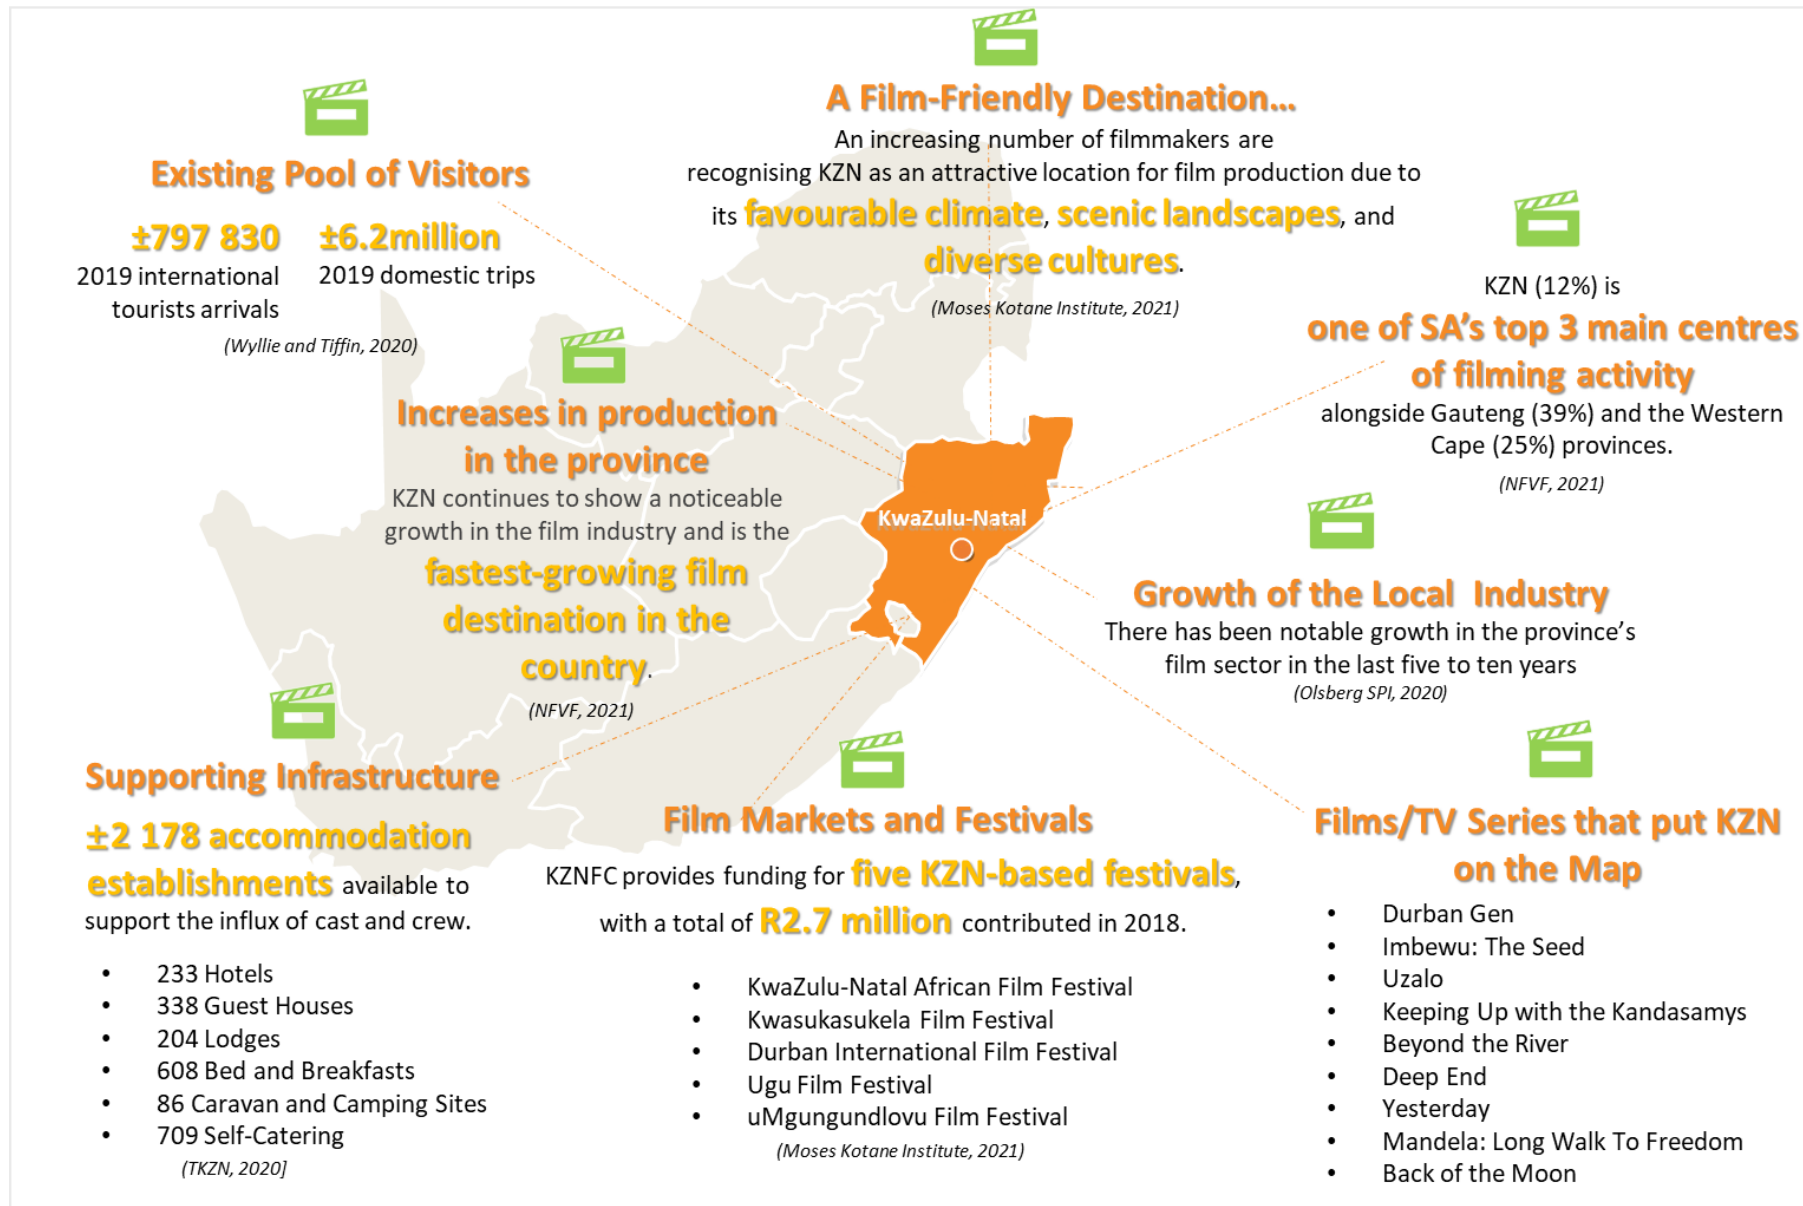 A Film-Friendly Destination...
An increasing number of filmmakers are
recognising KZN as an attractive location for film production due to
its favourable climate, scenic landscapes, and
diverse cultures.
(Moses Kotane Institute, 2021)
Existing Pool of Visitors
±797 830
2019 international
tourists arrivals
±6.2million
2019 domestic trips
(Wyllie and Tiffin, 2020)
KZN (12%) is
one of SA's top 3 main centres
of filming activity
alongside Gauteng (39%) and the Western
Cape (25%) provinces.
(NFVF, 2021)
Increases in production
in the province
KZN continues to show a noticeable
growth in the film industry and is the
fastest-growing film
destination in the
country.
(NFVF, 2021)
KwaZulu-Natal
Growth of the Local Industry
There has been notable growth in the province's
film sector in the last five to ten years
(Olsberg SPI, 2020)
Supporting Infrastructure
±2 178 accommodation
establishments available to
support the influx of cast and crew.
• 233 Hotels
• 338 Guest Houses
• 204 Lodges
• 608 Bed and Breakfasts
• 86 Caravan and Camping Sites
• 709 Self-Catering
(TKZN, 2020]
Film Markets and Festivals
KZNFC provides funding for five KZN-based festivals,
with a total of R2.7 million contributed in 2018.
• KwaZulu-Natal African Film Festival
• Kwasukasukela Film Festival
• Durban International Film Festival
• Ugu Film Festival
• uMgungundlovu Film Festival
(Moses Kotane Institute, 2021)
Films/TV Series that put KZN
on the Map
• Durban Gen
• Imbewu: The Seed
• Uzalo
• Keeping Up with the Kandasamys
• Beyond the River
• Deep End
• Yesterday
• Mandela: Long Walk To Freedom
• Back of the Moon